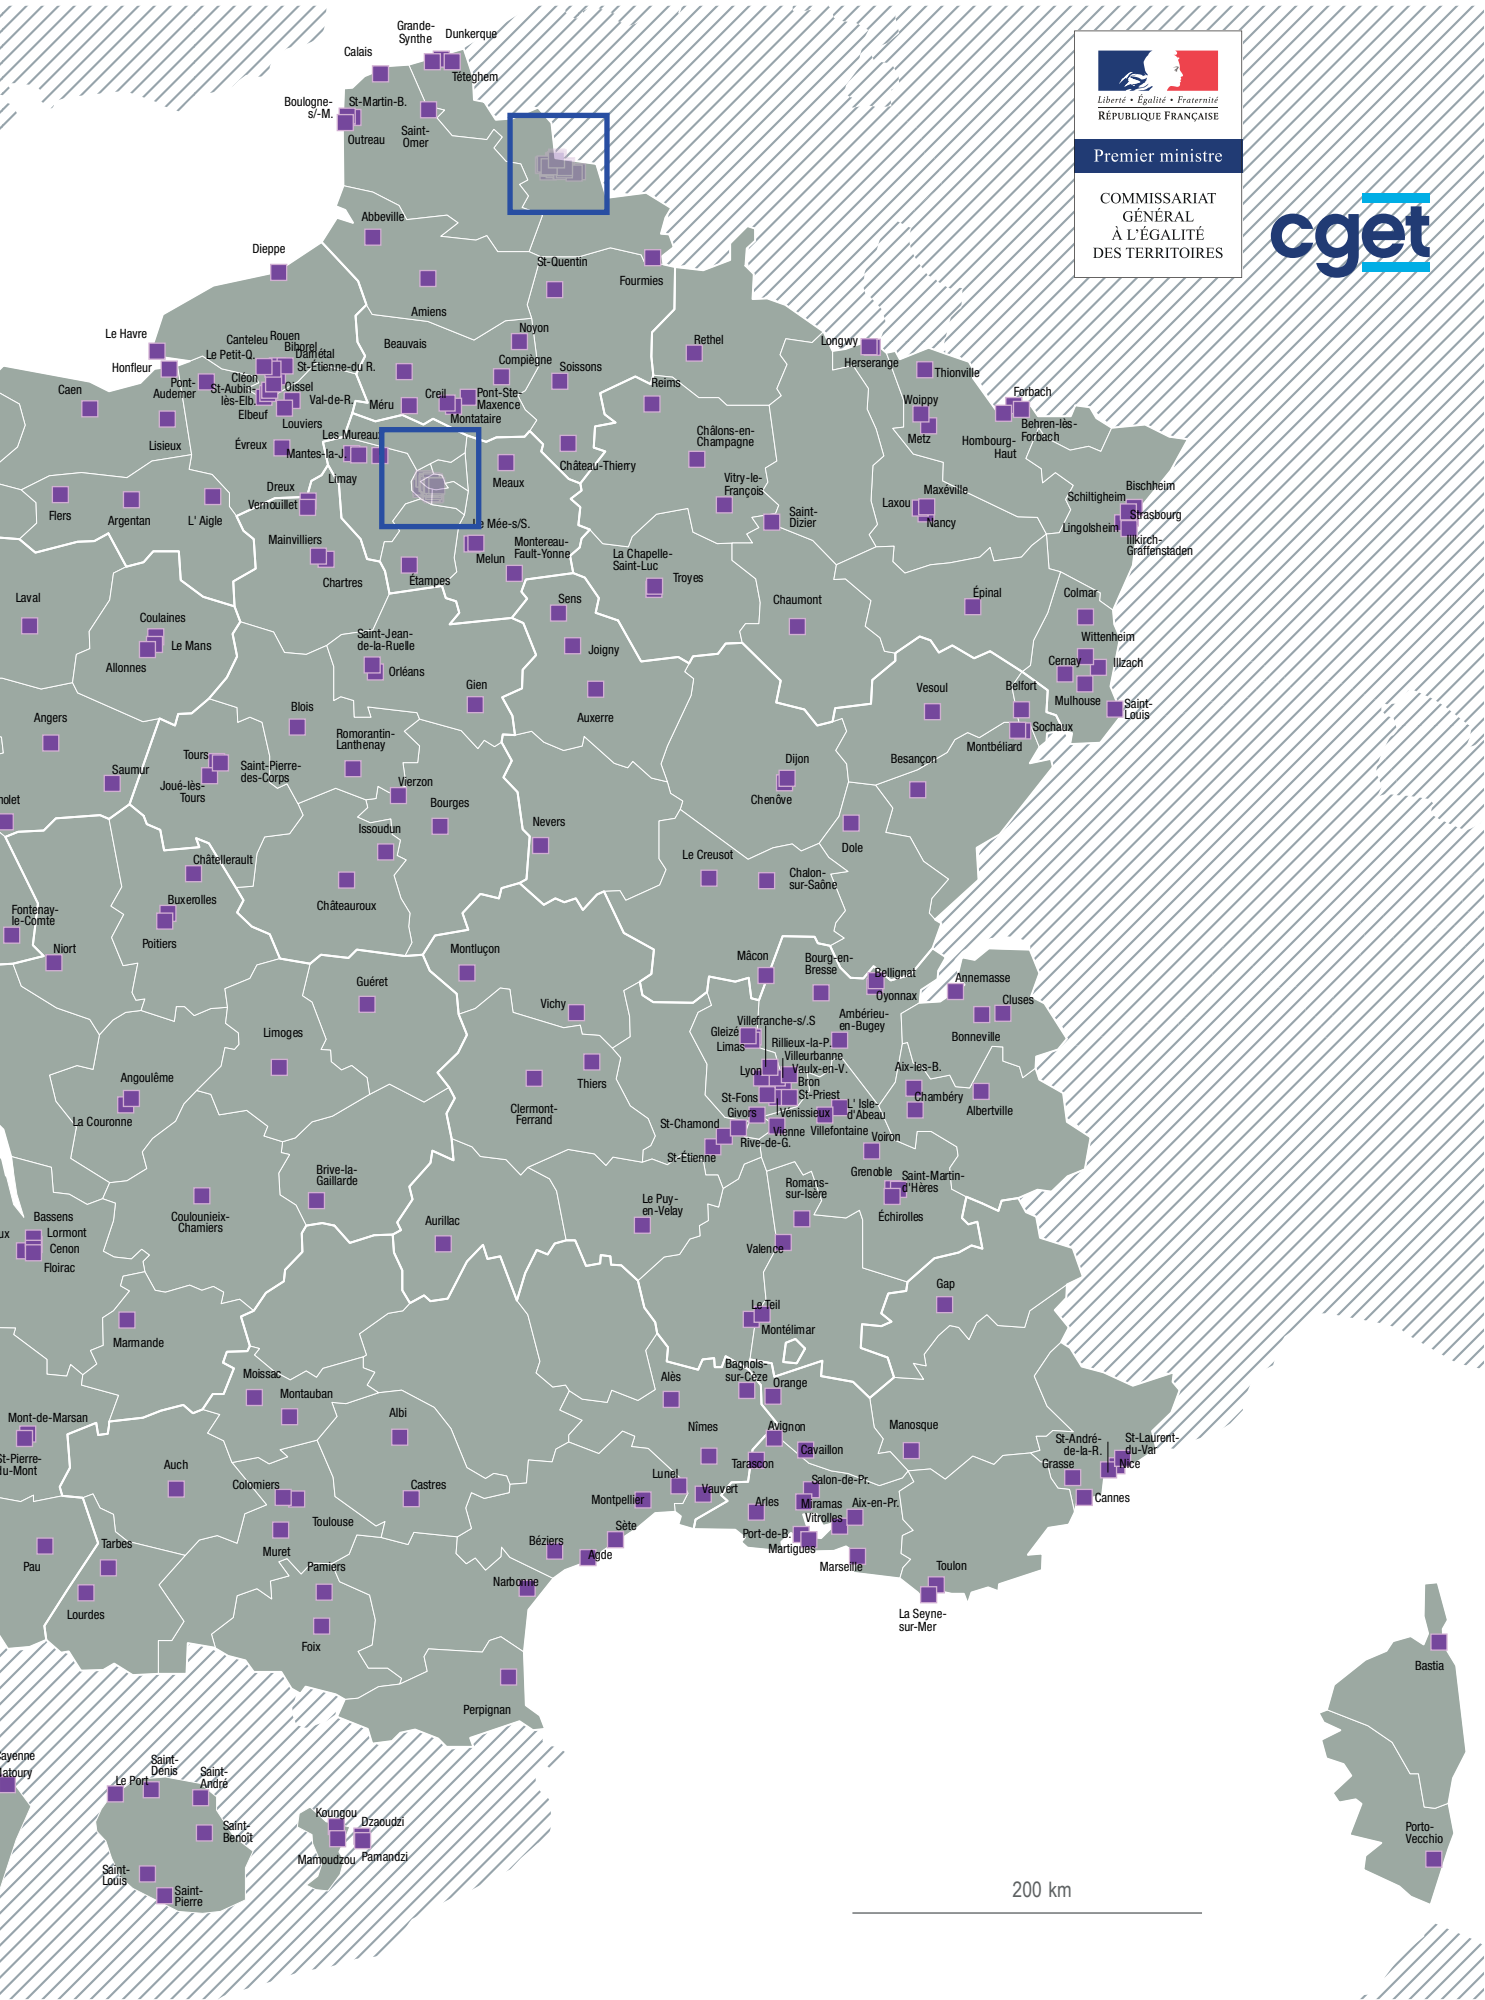 Grande-
Synthe
Dunkerque
Calais
Téteghem
Boulogne-
s/-M.
St-Martin-B.
Outreau
Saint-
Omer
Liberté • Égalité • Fraternité
RÉPUBLIQUE FRANÇAISE
Premier ministre
COMMISSARIAT
GÉNÉRAL
À L'ÉGALITÉ
DES TERRITOIRES
cget
Abbeville
Dieppe
St-Quentin
Fourmies
Amiens
Le Havre
Honfleur
Canteleu
Rouen
Bihorel
Le Petit-Q.
Darnétal
St-Étienne-du R.
Beauvais
Noyon
Compiègne
Soissons
Rethel
Longwy
Herserange
Thionville
Caen
Pont-
Audemer
Cléon
St-Aubin-
lès-Elb.
Oissel
Val-de-R.
Elbeuf
Louviers
Méru
Creil
Pont-Ste-
Maxence
Montataire
Reims
Woippy
Metz
Forbach
Behren-lès-
Forbach
Hombourg-
Haut
Lisieux
Évreux
Les Mureaux
Mantes-la-J.
Limay
Meaux
Château-Thierry
Châlons-en-
Champagne
Vitry-le-
François
Saint-
Dizier
Laxou
Maxéville
Nancy
Bischheim
Schiltigheim
Strasbourg
Lingolsheim
Illkirch-
Graffenstaden
Flers
Argentan
L' Aigle
Dreux
Vernouillet
Mainvilliers
Chartres
Le Mée-s/S.
Melun
Montereau-
Fault-Yonne
Étampes
La Chapelle-
Saint-Luc
Troyes
Chaumont
Épinal
Colmar
Wittenheim
Cernay
Illzach
Mulhouse
Saint-
Louis
Laval
Coulaines
Le Mans
Allonnes
Saint-Jean-
de-la-Ruelle
Orléans
Sens
Joigny
Gien
Auxerre
Vesoul
Belfort
Sochaux
Montbéliard
Angers
Blois
Romorantin-
Lanthenay
Saumur
Tours
Joué-lès-
Tours
Saint-Pierre-
des-Corps
Vierzon
Bourges
Issoudun
Dijon
Chenôve
Besançon
Dole
holet
Nevers
Le Creusot
Chalon-
sur-Saône
Châtellerault
Châteauroux
Buxerolles
Poitiers
Fontenay-
le-Comte
Niort
Montluçon
Mâcon
Bourg-en-
Bresse
Bellignat
Oyonnax
Annemasse
Cluses
Bonneville
Guéret
Vichy
Ambérieu-
en-Bugey
Limoges
Villefranche-s/.S
Gleizé
Limas
Rillieux-la-P.
Villeurbanne
Vaulx-en-V.
Lyon
Bron
St-Fons
St-Priest
Vénissieux
Givors
L' Isle-
d'Abeau
Villefontaine
Vienne
Rive-de-G.
St-Chamond
St-Étienne
Aix-les-B.
Chambéry
Albertville
Thiers
Clermont-
Ferrand
Angoulême
La Couronne
Voiron
Grenoble
Saint-Martin-
d'Hères
Échirolles
Brive-la-
Gaillarde
Coulounieix-
Chamiers
Aurillac
Le Puy-
en-Velay
Romans-
sur-Isère
Valence
Bassens
ux
Lormont
Cenon
Floirac
Gap
Le Teil
Montélimar
Marmande
Moissac
Montauban
Alès
Bagnols-
sur-Cèze
Orange
Mont-de-Marsan
St-Pierre-
du-Mont
Albi
Nîmes
Avignon
Cavaillon
Manosque
St-André-
de-la-R.
St-Laurent-
du-Var
Grasse
Nice
Cannes
Auch
Colomiers
Toulouse
Muret
Castres
Lunel
Montpellier
Vauvert
Tarascon
Salon-de-Pr.
Arles
Miramas
Aix-en-Pr.
Vitrolles
Port-de-B.
Martigues
Marseille
Pau
Tarbes
Lourdes
Pamiers
Foix
Béziers
Sète
Agde
Narbonne
Toulon
La Seyne-
sur-Mer
Perpignan
Bastia
Porto-
Vecchio
ayenne
Matoury
Le Port
Saint-
Denis
Saint-
André
Saint-
Benoît
Saint-
Louis
Saint-
Pierre
Koungou
Dzaoudzi
Mamoudzou
Pamandzi
200 km